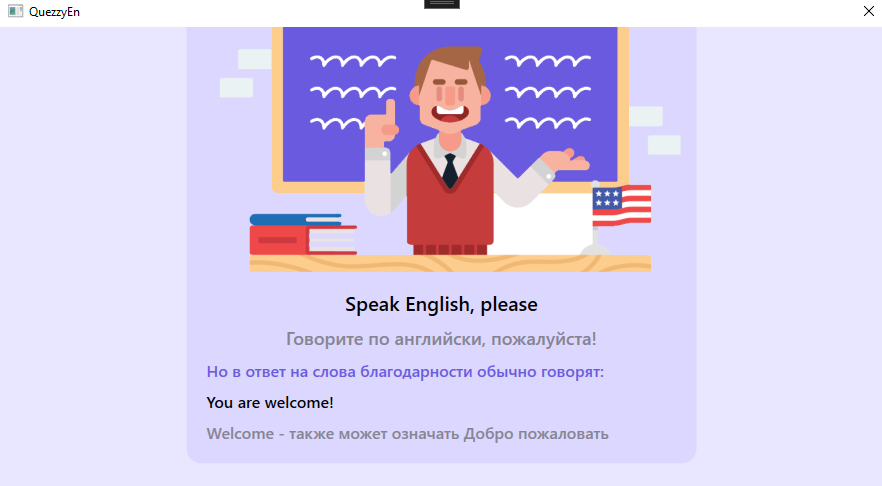 QuezzyEn
Speak English, please
Говорите по английски, пожалуйста!
Но в ответ на слова благодарности обычно говорят:
You are welcome!
Welcome - также может означать Добро пожаловать